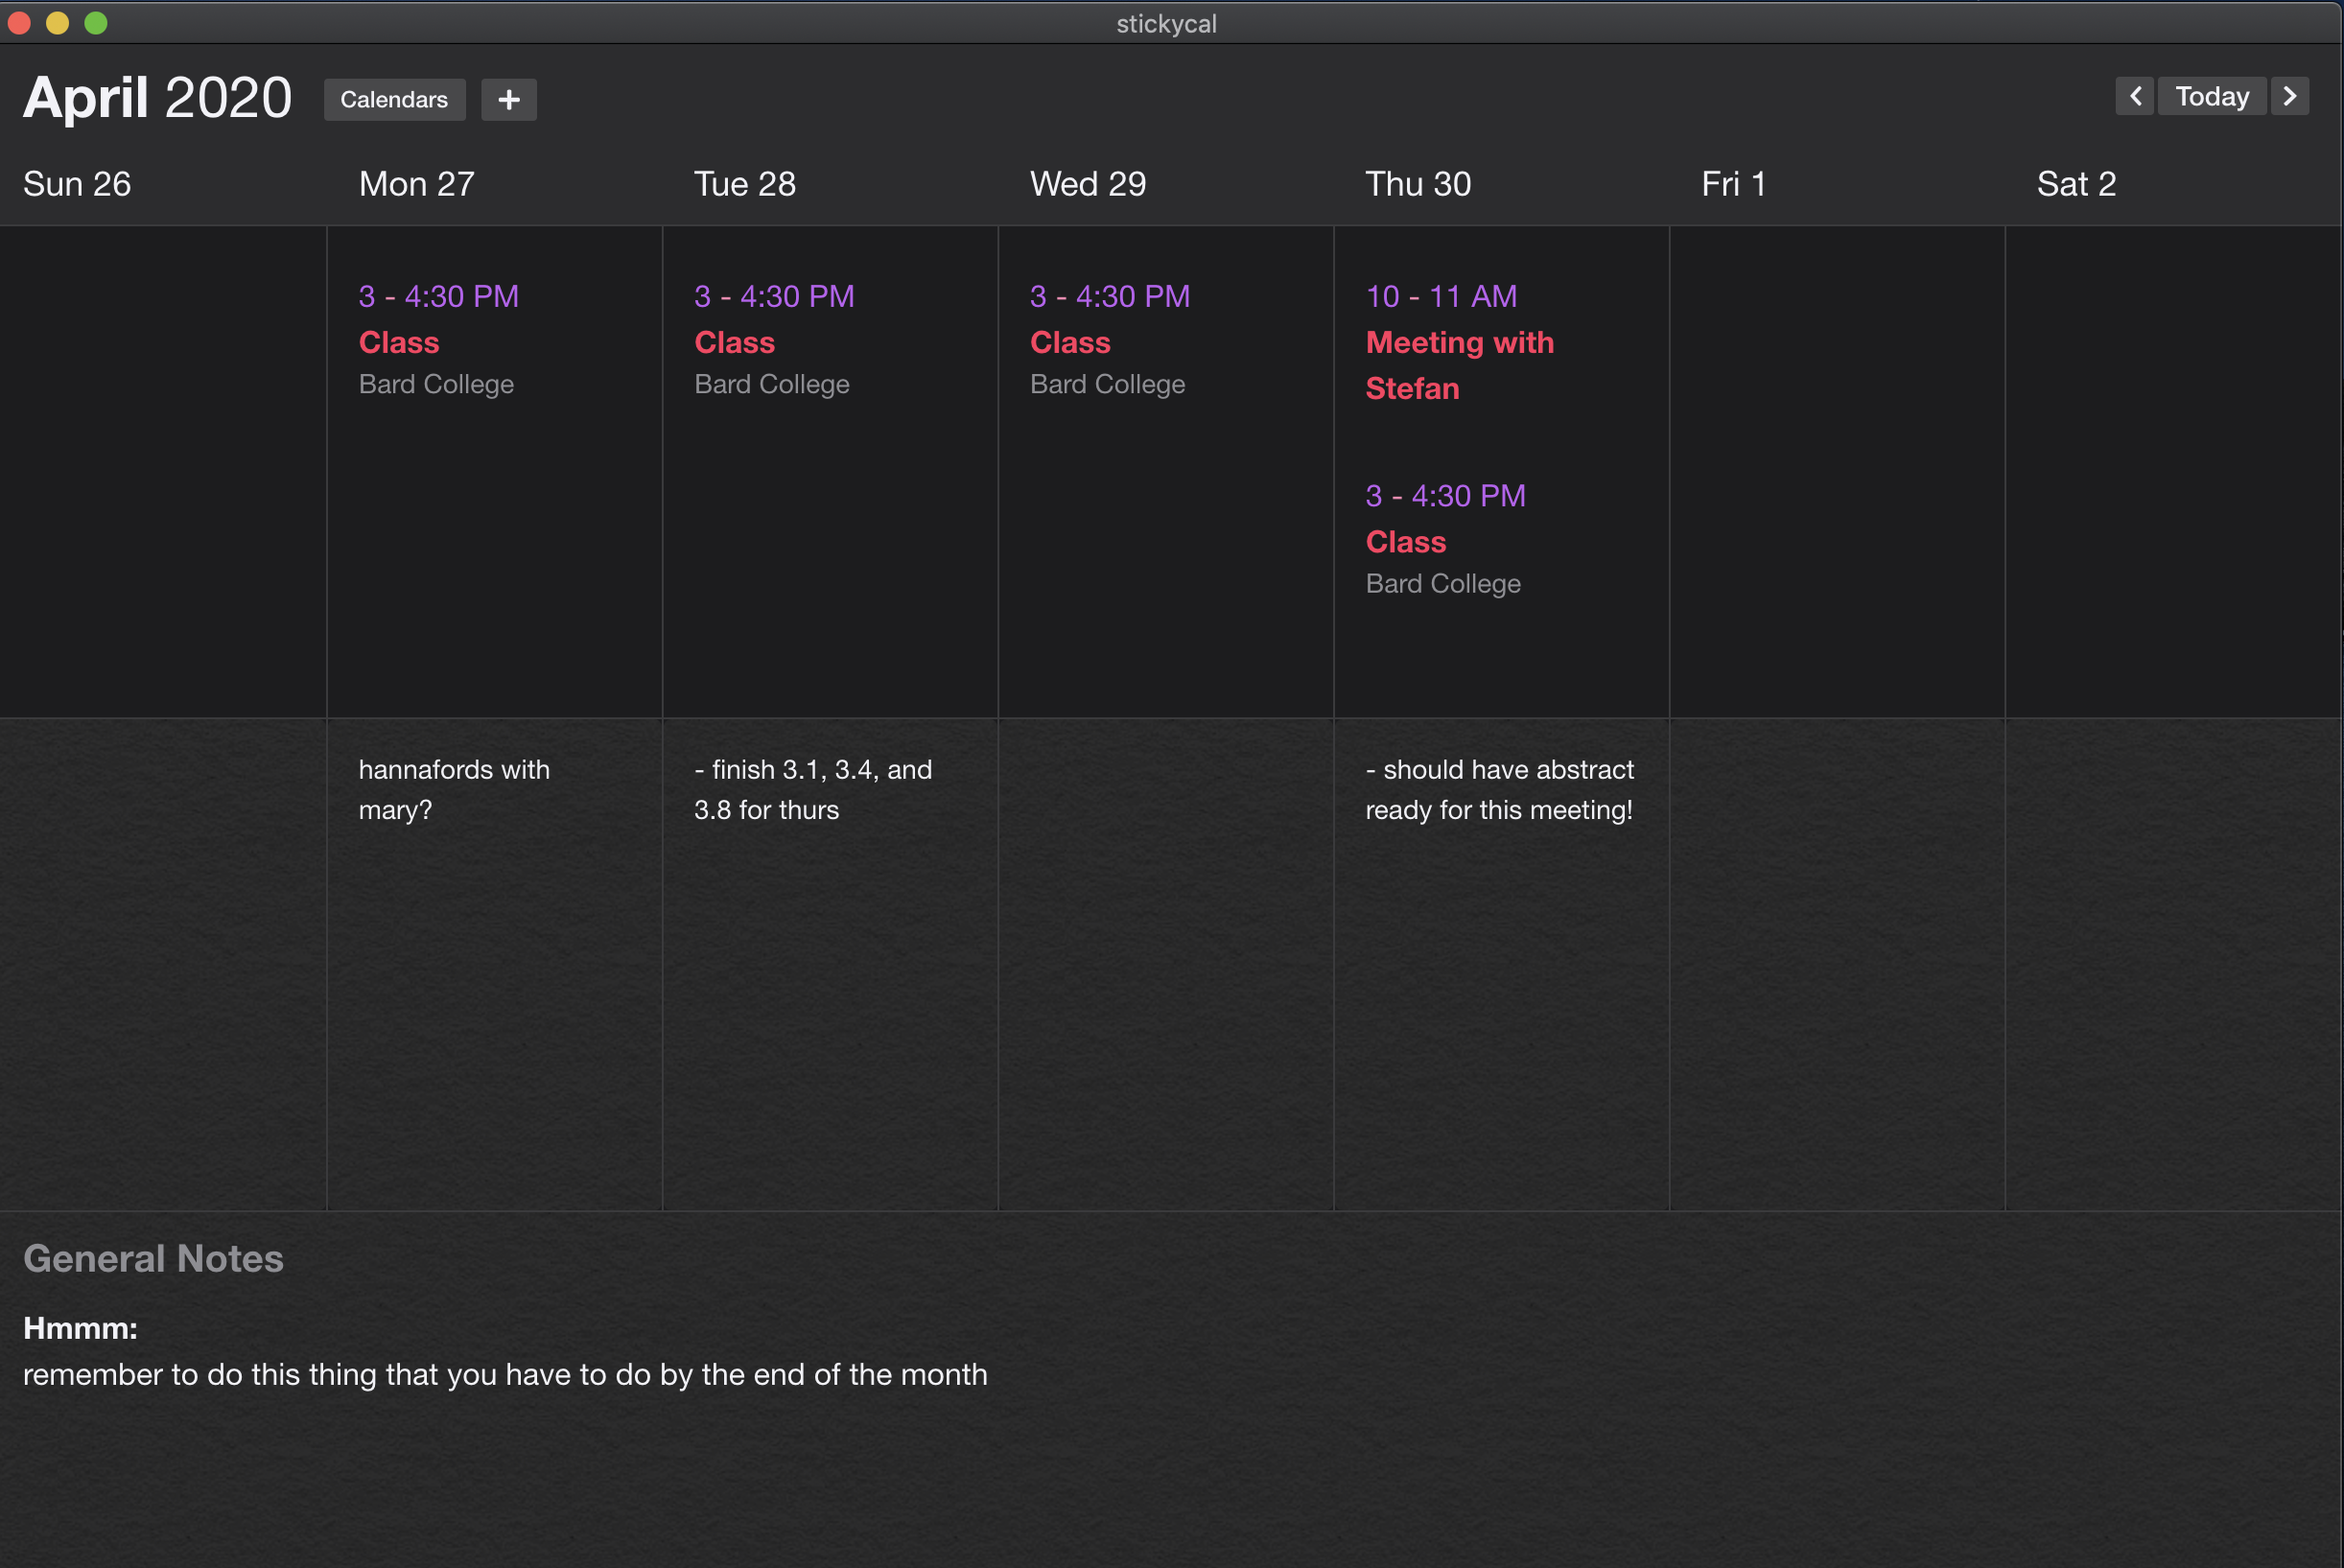 stickycal
April 2020
Calendars
+
Today
Sun 26
Mon 27
Tue 28
Wed 29
Thu 30
Fri 1
Sat 2
3 - 4:30 PM
Class
Bard College
3 - 4:30 PM
Class
Bard College
3 - 4:30 PM
Class
Bard College
10 - 11 AM
Meeting with
Stefan
3 - 4:30 PM
Class
Bard College
hannafords with
mary?
- finish 3.1, 3.4, and
3.8 for thurs
- should have abstract
ready for this meeting!
General Notes
Hmmm:
remember to do this thing that you have to do by the end of the month